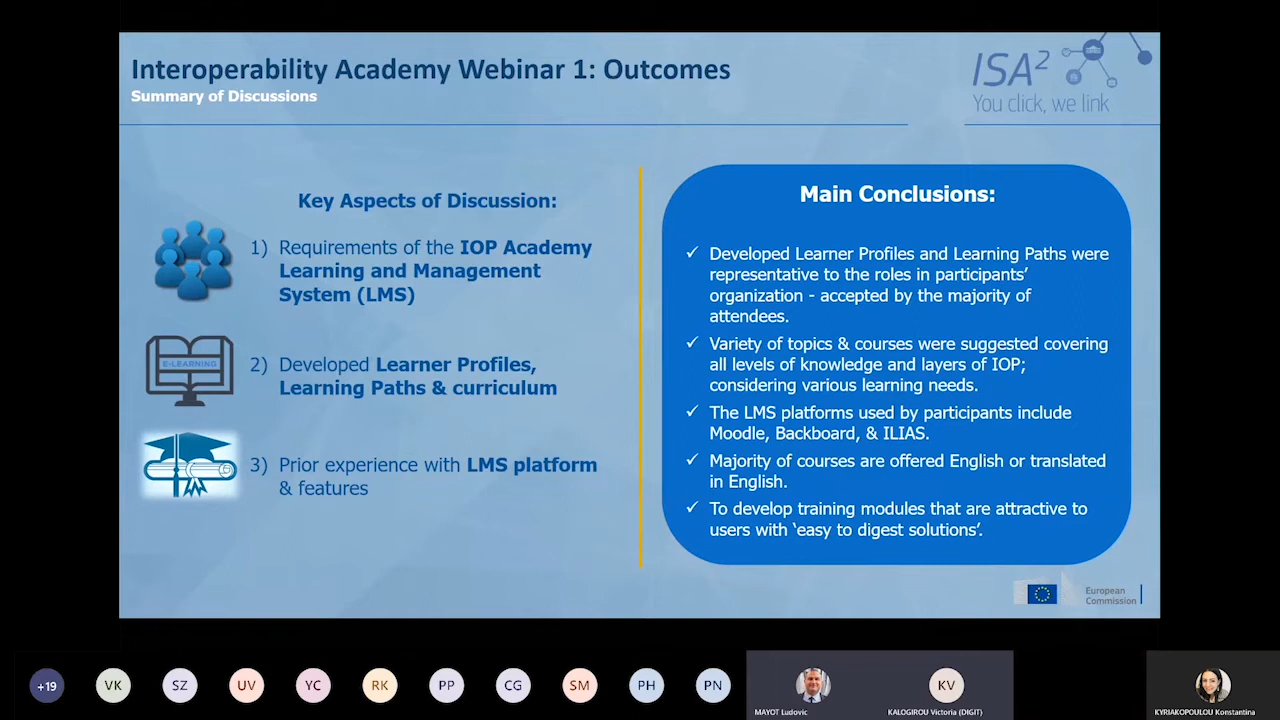 Interoperability Academy Webinar 1: Outcomes
Summary of Discussions
ISA²
You click, we link
Key Aspects of Discussion:
1) Requirements of the IOP Academy
Learning and Management
System (LMS)
E-LEARNING
2) Developed Learner Profiles,
Learning Paths & curriculum
3) Prior experience with LMS platform
& features
Main Conclusions:
✓ Developed Learner Profiles and Learning Paths were
representative to the roles in participants’
organization - accepted by the majority of
attendees.
✓ Variety of topics & courses were suggested covering
all levels of knowledge and layers of IOP;
considering various learning needs.
✓ The LMS platforms used by participants include
Moodle, Backboard, & ILIAS.
✓ Majority of courses are offered English or translated
in English.
✓ To develop training modules that are attractive to
users with ‘easy to digest solutions’.
European
Commission
+19 VK SZ UV YC RK PP CG SM PH PN KV
MAYOT Ludovic
KALOGIROU Victoria (DIGIT)
KYRIAKOPOULOU Konstantina